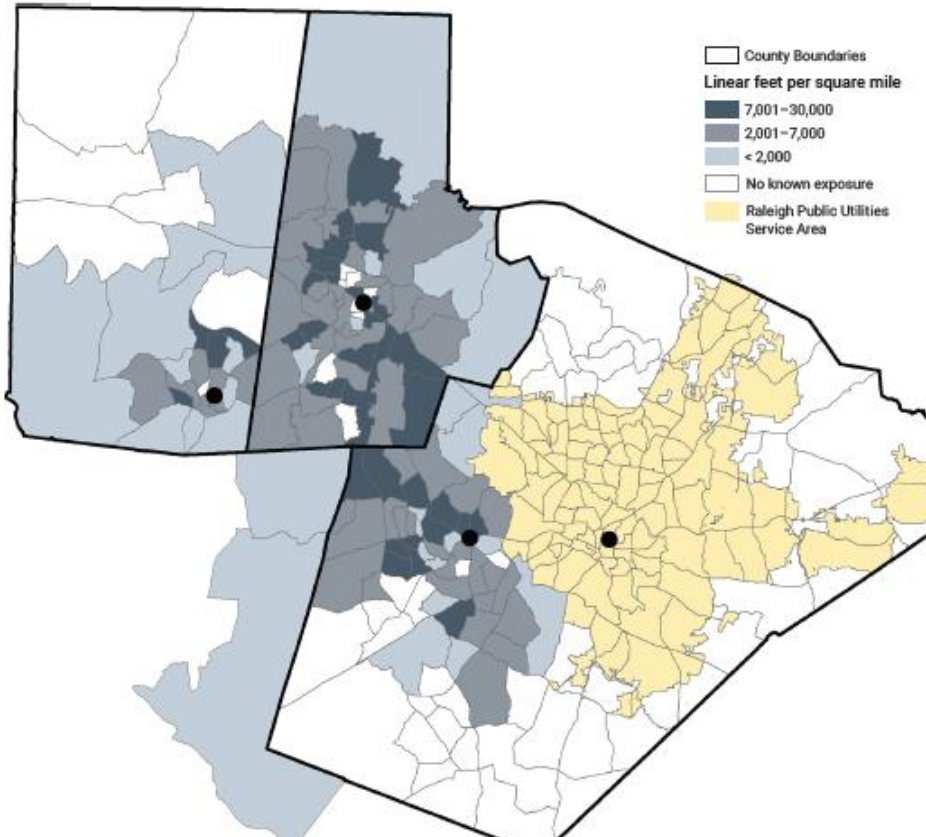 County Boundaries
Linear feet per square mile
7,001–30,000
2,001–7,000
< 2,000
No known exposure
Raleigh Public Utilities
Service Area